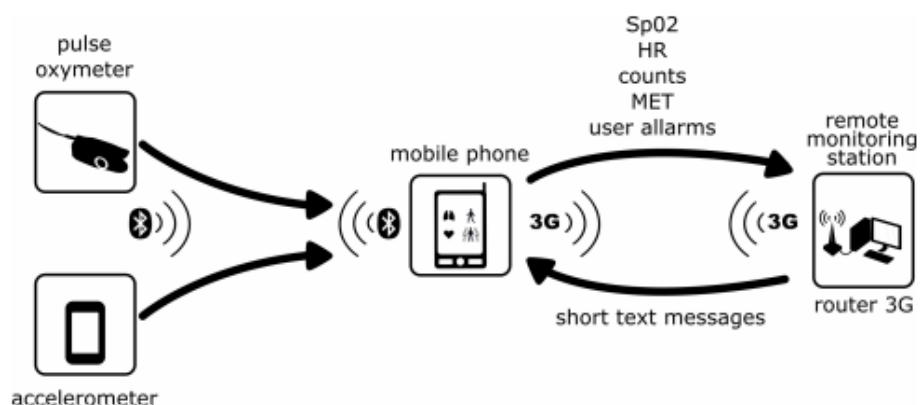 pulse
oxymeter
accelerometer
mobile phone
3G
Sp02
HR
counts
MET
user allarms
short text messages
3G
remote
monitoring
station
router 3G